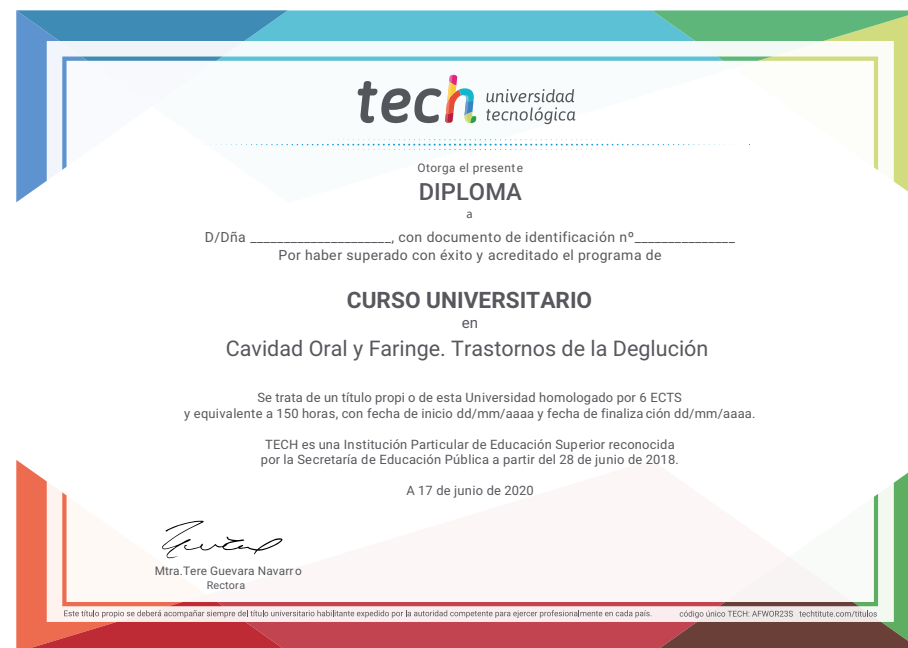 tech universidad
tecnológica
Otorga el presente
DIPLOMA
a
D/Dña _____________________, con documento de identificación nº_______________
Por haber superado con éxito y acreditado el programa de
CURSO UNIVERSITARIO
en
Cavidad Oral y Faringe. Trastornos de la Deglución
Se trata de un título propi o de esta Universidad homologado por 6 ECTS
y equivalente a 150 horas, con fecha de inicio dd/mm/aaaa y fecha de finaliza ción dd/mm/aaaa.
TECH es una Institución Particular de Educación Superior reconocida
por la Secretaría de Educación Pública a partir del 28 de junio de 2018.
A 17 de junio de 2020
Mtra.Tere Guevara Navarro
Rectora
Este título propio se deberá acompañar siempre del título universitario habilitante expedido por la autoridad competente para ejercer profesionalmente en cada país. código único TECH: AFWOR23S techtitute.com/titulos